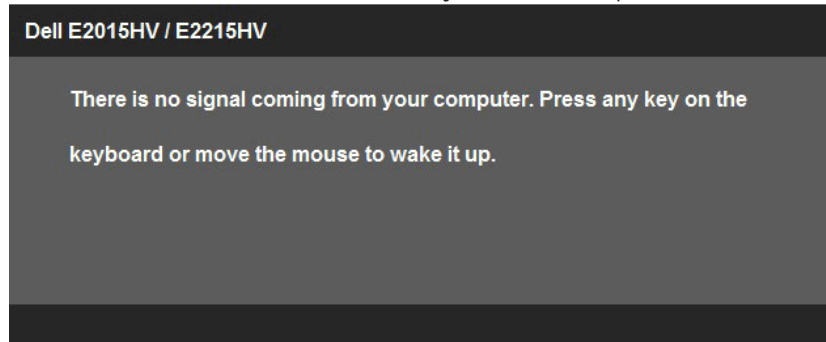 Dell E2015HV / E2215HV
There is no signal coming from your computer. Press any key on the
keyboard or move the mouse to wake it up.